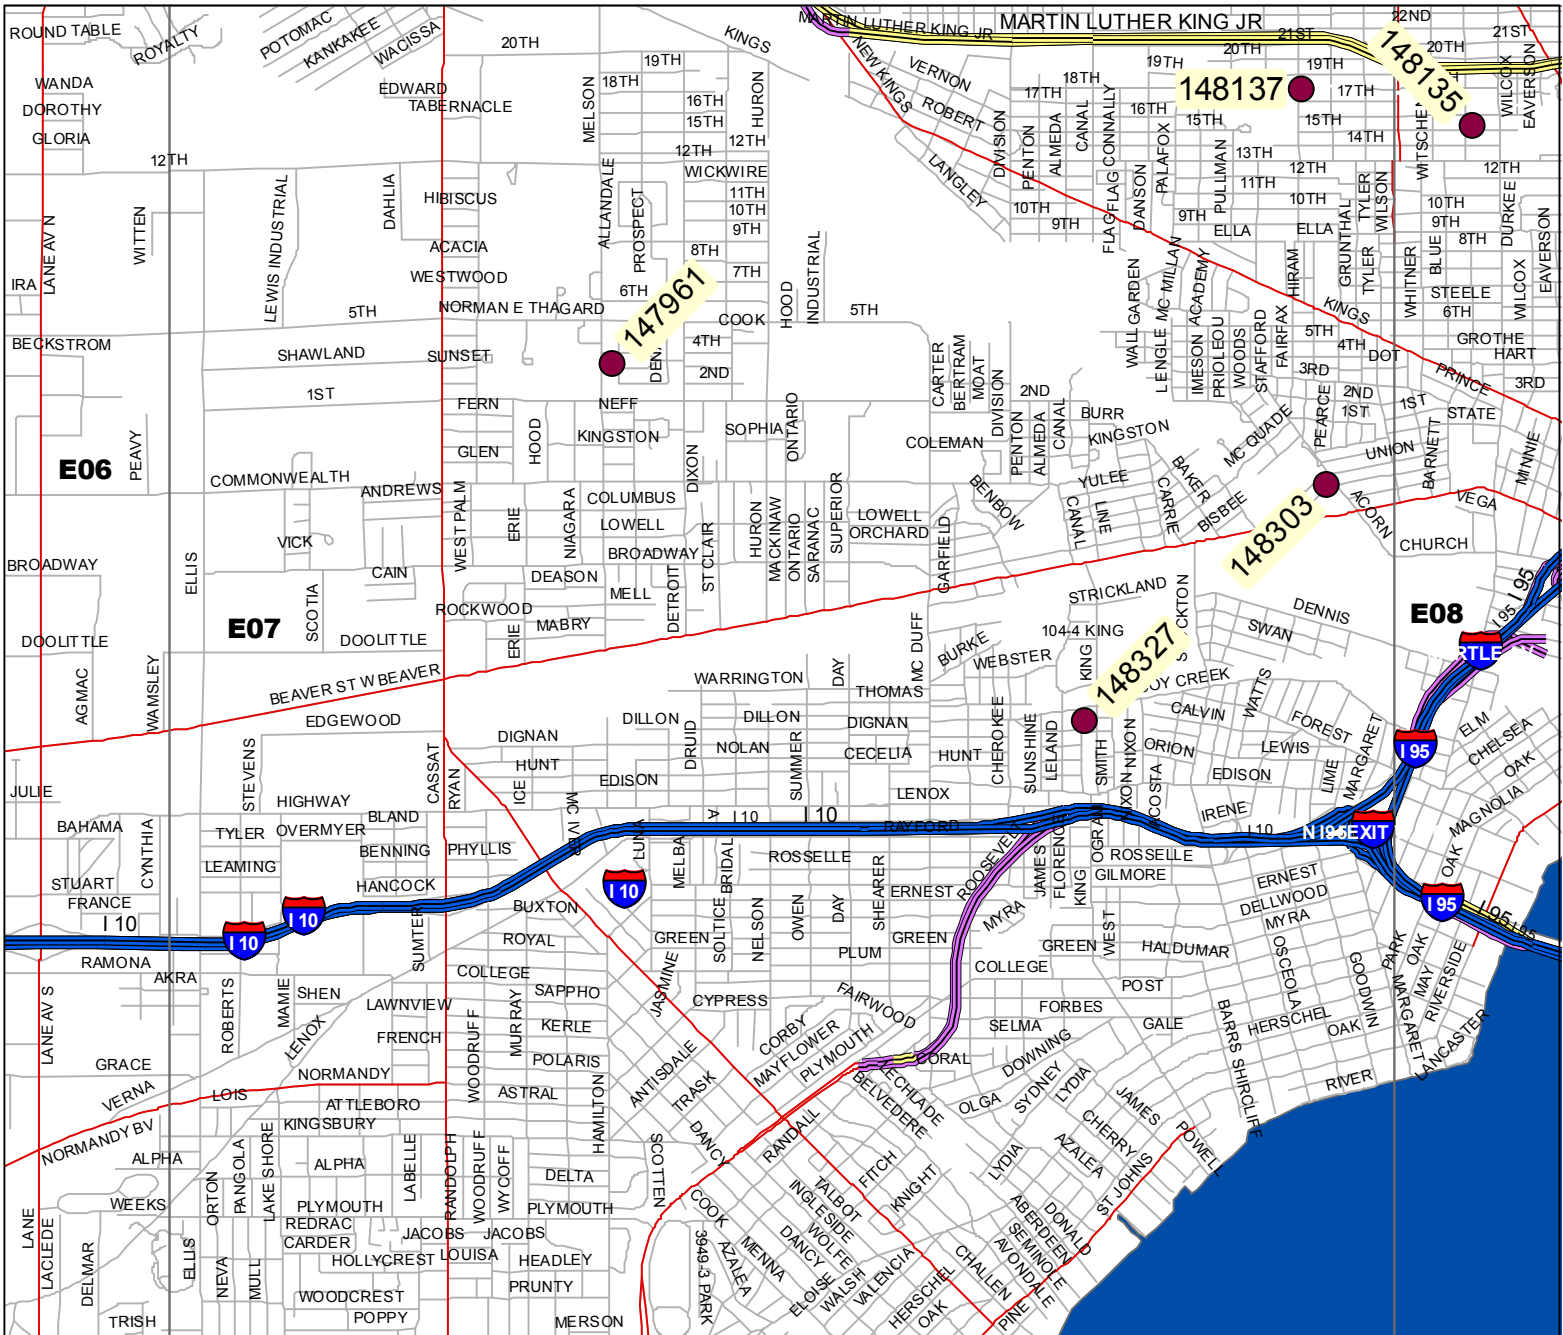 ROUND TABLE
ROYALTY
POTOMAC
KANKAKEE
WACISSA
20TH
KINGS
MARTIN LUTHER KING JR
MARTIN LUTHER KING JR
22ND
21ST
21ST
20TH
20TH
WANDA
DOROTHY
GLORIA
EDWARD
TABERNACLE
MELSON
19TH
18TH
16TH
15TH
HURON
12TH
12TH
WICKWIRE
11TH
10TH
9TH
8TH
7TH
6TH
NEW KINGS
VERNON
ROBERT
LANGLEY
DIVISION
17TH
18TH
19TH
PENTON
ALMEDA
CANAL
FLAG
CONNALLY
FLAG
16TH
15TH
148137
19TH
17TH
15TH
14TH
13TH
12TH
11TH
10TH
148135
WITSCHEN
WILCOX
EAVERSON
12TH
12TH
LANE AV N
WITTEN
LEWIS INDUSTRIAL
DAHLIA
HIBISCUS
ACACIA
WESTWOOD
NORMAN E THAGARD
ALLANDALE
PROSPECT
HOOD
INDUSTRIAL
10TH
9TH
DANSON
PALAFOX
PULLMAN
9TH
ELLA
ELLA
GRUNTHAL
TYLER
TYLER
WILSON
10TH
9TH
8TH
BLUE
WHITNER
DURKEE
EAVERSON
IRA
5TH
5TH
147961
COOK
4TH
2ND
WALL GARDEN
LENGLE
MC MILLAN
IMESON
ACADEMY
PRIOLEOU
WOODS
STAFFORD
FAIRFAX
HIRAM
KINGS
5TH
4TH
DOT
3RD
2ND
1ST
1ST
STEELE
6TH
WILCOX
GROTHE
HART
PRINCE
3RD
STATE
BECKSTROM
SHAWLAND
SUNSET
1ST
FERN
NEFF
KINGSTON
SOPHIA
ONTARIO
CARTER
BERTRAM
MOAT
DIVISION
2ND
PENTON
ALMEDA
CANAL
BURR
KINGSTON
COLEMAN
PEARCE
MC QUADE
UNION
BARNETT
MINNIE
E06
PEAVY
COMMONWEALTH
ANDREWS
GLEN
HOOD
DIXON
COLUMBUS
LOWELL
BROADWAY
WEST PALM
ERIE
NIAGARA
ST CLAIR
HURON
MACKINAW
ONTARIO
SARANAC
SUPERIOR
LOWELL
ORCHARD
GARFIELD
BENBOW
YULEE
CANAL
LINE
CARRIE
BAKER
BISBEE
148303
ACORN
VEGA
CHURCH
VICK
BROADWAY
ELLIS
CAIN
DEASON
MELL
DETROIT
STRICKLAND
DENNIS
SWAN
E08
I 95
I 95
E07
SCOTIA
DOOLITTLE
DOOLITTLE
ROCKWOOD
ERIE
MABRY
MC DUFF
BURKE
WEBSTER
104-4 KING
KING
148327
AGMAC
WAMSLEY
BEAVER ST W BEAVER
WARRINGTON
DAY
THOMAS
CALVIN
WATTS
FOREST
MARGARET
ELM
CHELSEA
OAK
EDGEWOOD
DIGNAN
HUNT
DILLON
DRUID
DILLON
NOLAN
DIGNAN
CECELIA
HUNT
CHEROKEE
SUNSHINE
LELAND
SMITH
NIXON
NIXON
ORION
LEWIS
EDISON
LIME
I 95
JULIE
STEVENS
HIGHWAY
CASSAT
RYAN
ICE
EDISON
SUMMER
LENOX
IRENE
MAGNOLIA
BAHAMA
CYNTHIA
TYLER
OVERMYER
BLAND
MC IVER
LUNA
A
I 10
I 10
RAYFORD
I 10
LEAMING
BENNING
PHYLLIS
MELBA
BRIDAL
ROSSELLE
ROOSEVELT
JAMES
FLORENCE
KING
ROSSELLE
GILMORE
OAK
STUART
FRANCE
HANCOCK
I 10
I 10
I 10
I 10
BUXTON
SHEARER
ERNEST
MYRA
ERNEST
DELLWOOD
MYRA
I 95
I 95
RAMONA
AKRA
SUMTER
ROYAL
GREEN
SOLTICE
NELSON
OWEN
DAY
GREEN
PLUM
COLLEGE
GREEN
WEST
HALDUMAR
OSCEOLA
GOODWIN
PARK
OAK
MAY
RIVERSIDE
LANE AV S
ROBERTS
MAMIE
SHEN
LENOX
LAWNVIEW
COLLEGE
SAPPHO
JASMINE
CYPRESS
FAIRWOOD
POST
FORBES
SELMA
GALE
BARRS
SHIRCLIFF
HERSCHEL
OAK
MARGARET
LANCASTER
GRACE
FRENCH
WOODRUFF
MURRAY
KERLE
POLARIS
CORBY
MAYFLOWER
PLYMOUTH
CORAL
DOWNING
RIVER
VERNA
LOIS
NORMANDY
ATTLEBORO
KINGSBURY
ASTRAL
HAMILTON
ANTISDALE
TRASK
LECHLADE
BELVEDERE
OLGA
SYDNEY
LYDIA
JAMES
CHERRY
NORMANDY BV
ALPHA
ALPHA
ORTON
PANGOLA
LAKE SHORE
LABELLE
RANDOLPH
WOODRUFF
WYCOFF
DELTA
SCOTTEN
DANCY
RANDALL
FITCH
KNIGHT
LYDIA
AZALEA
POWELL
ST JOHNS
WEEKS
PLYMOUTH
REDRAC
CARDER
JACOBS
JACOBS
PLYMOUTH
COOK
TALBOT
INGLESIDE
WOLFE
DANCY
ABERDEEN
DONALD
SEMINOLE
AVONDALE
LANE
LACLEDE
DELMAR
ELLIS
NEVA
MULL
HOLLYCREST
LOUISA
HEADLEY
PRUNTY
3949-3 PARK
AZALEA
MENNA
ELOISE
WALSH
VALENCIA
HERSCHEL
OAK
CHALLEN
PINE
TRISH
WOODCREST
POPPY
MERSON